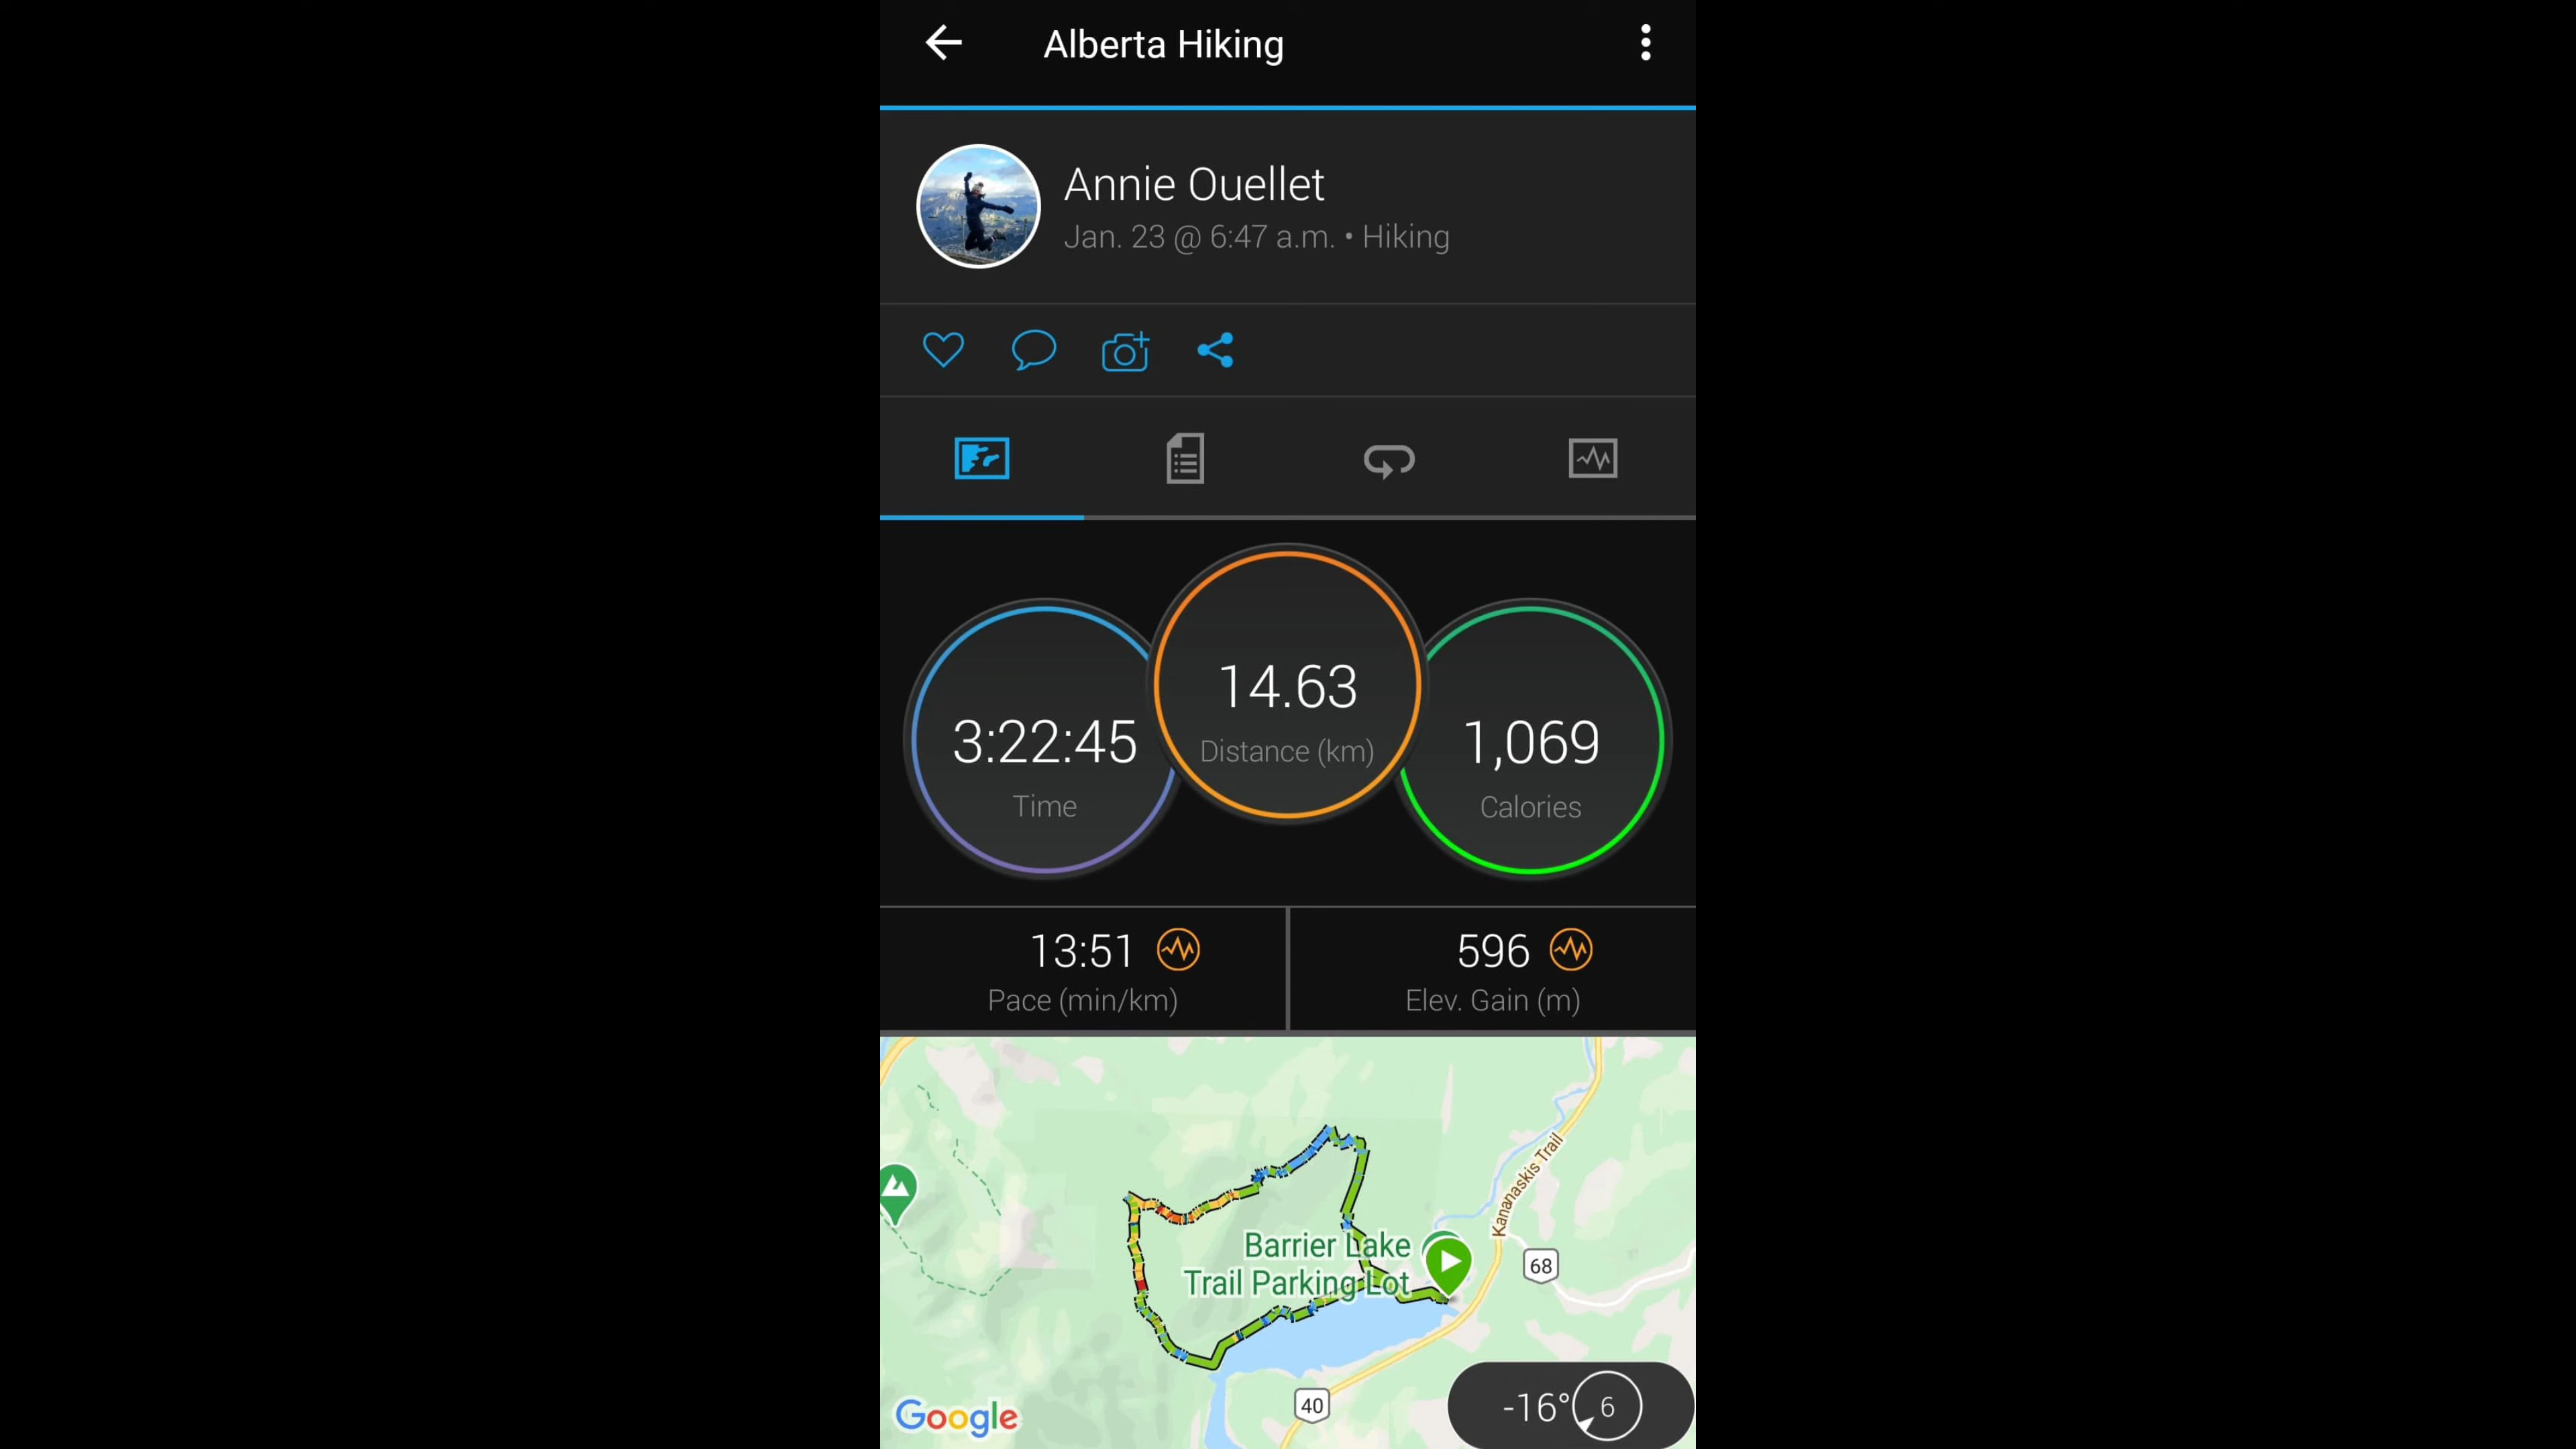 Alberta Hiking
Annie Ouellet
Jan. 23 @ 6:47 a.m. • Hiking
14.63
Distance (km)
3:22:45
Time
1,069
Calories
13:51
Pace (min/km)
596
Elev. Gain (m)
Kananaskis Trail
Barrier Lake
Trail Parking Lot
68
40
-16° 6
Google